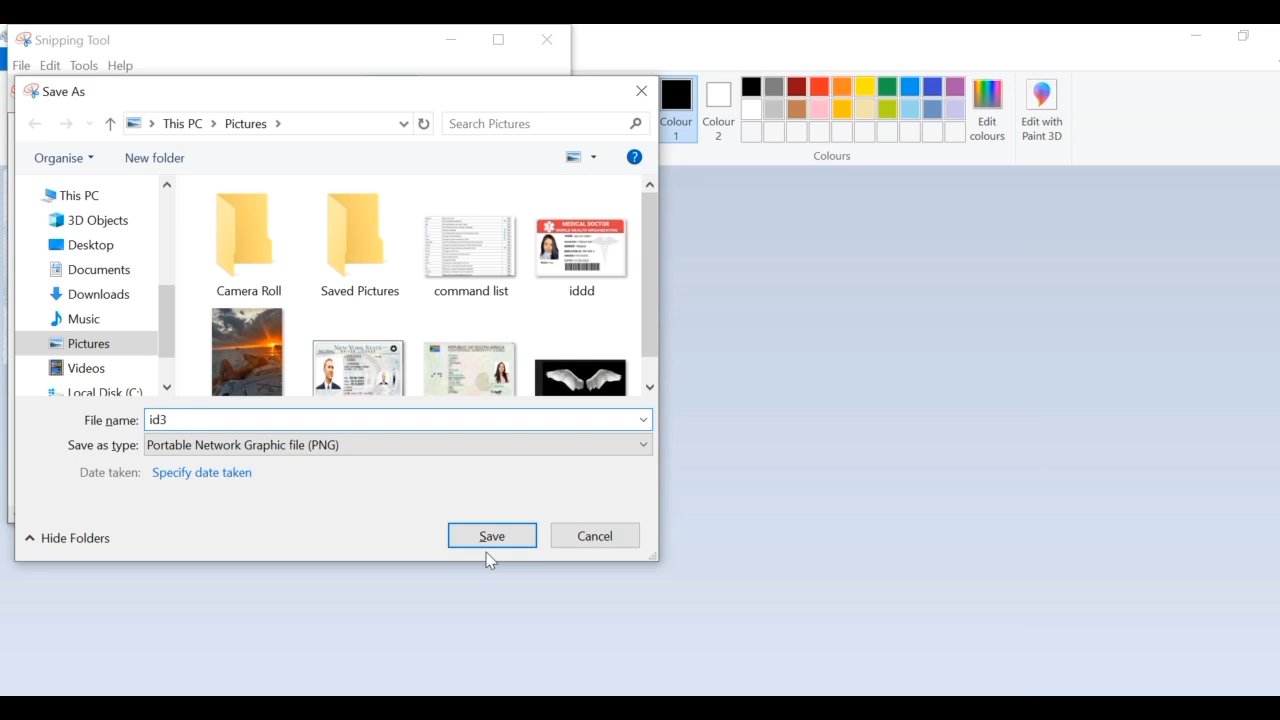 Snipping Tool
File Edit Tools Help
Save As
This PC Pictures
Search Pictures
Organise
New folder
This PC
3D Objects
Desktop
Documents
Downloads
Music
Pictures
Videos
Local Disk (C:)
Camera Roll
Saved Pictures
command list
MEDICAL DOCTOR
WORLD HEALTH ORGANIZATION
iddd
NEW YORK STATE
REPUBLIC OF SOUTH AFRICA
File name: id3
Save as type: Portable Network Graphic file (PNG)
Date taken: Specify date taken
Hide Folders
Save
Cancel
Colour
1
Colour
2
Edit
colours
Edit with
Paint 3D
Colours